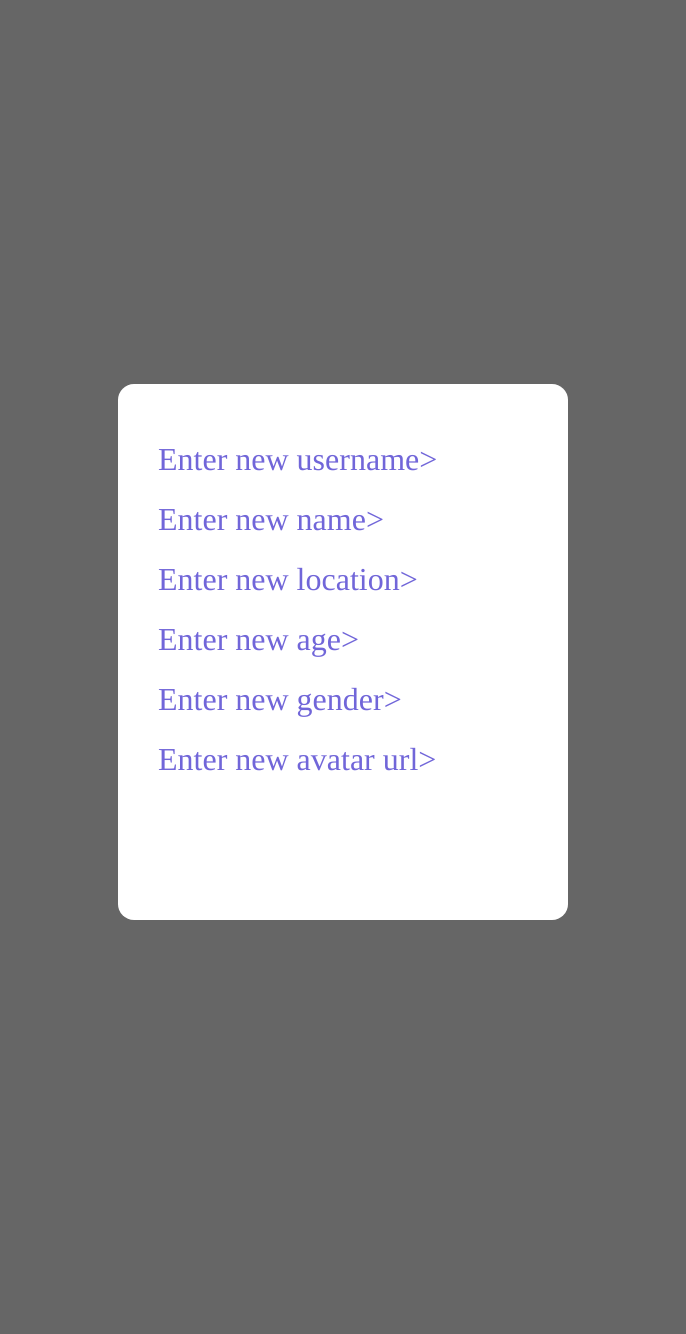 Enter new username>
Enter new name>
Enter new location>
Enter new age>
Enter new gender>
Enter new avatar url>